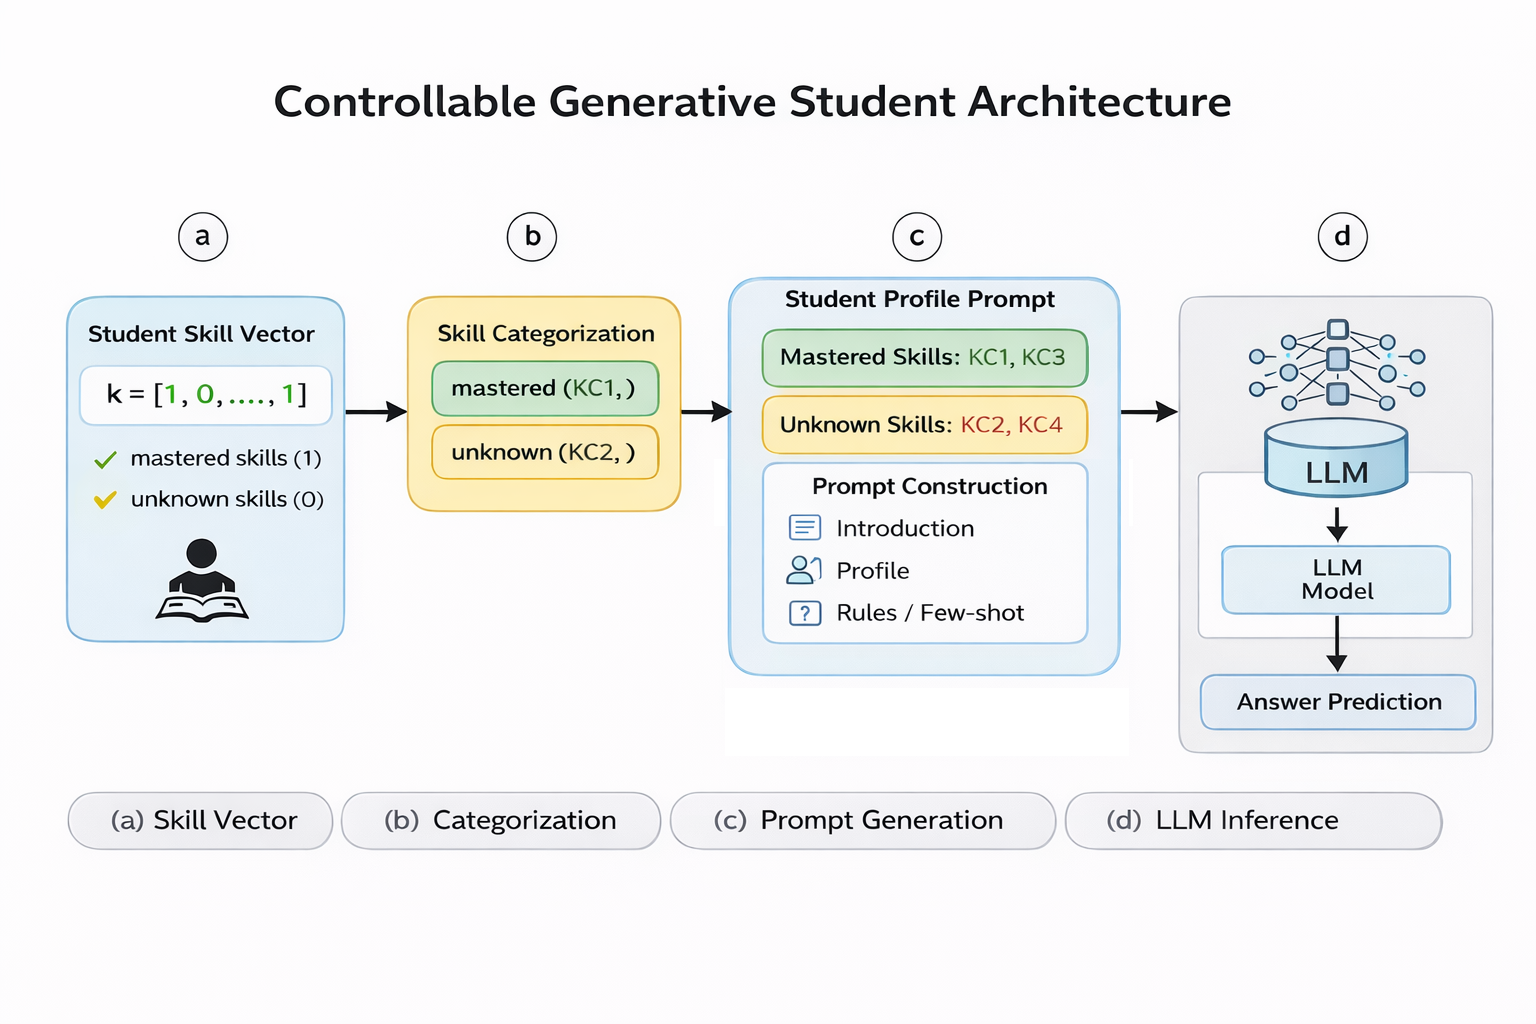 Controllable Generative Student Architecture
a
b
c
d
Student Skill Vector
k = [1, 0, ...., 1]
mastered skills (1)
unknown skills (0)
Skill Categorization
mastered (KC1, )
unknown (KC2, )
Student Profile Prompt
Mastered Skills: KC1, KC3
Unknown Skills: KC2, KC4
Prompt Construction
Introduction
Profile
?
Rules / Few-shot
LLM
LLM
Model
Answer Prediction
(a) Skill Vector
(b) Categorization
(c) Prompt Generation
(d) LLM Inference